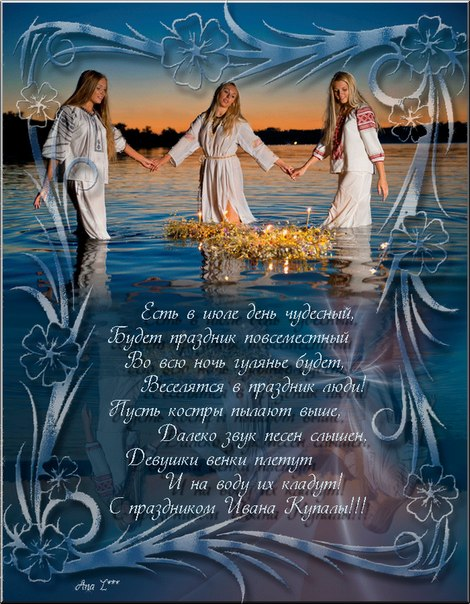 Есть в июле день чудесный,
Будет праздник повсеместный
Во всю ночь гулянье будет,
Веселятся в праздник люди!
Пусть костры пылают выше,
Далеко звук песен слышен,
Девушки венки плетут
И на воду их кладут!
С праздником Ивана Купалы!!!
Ana L***